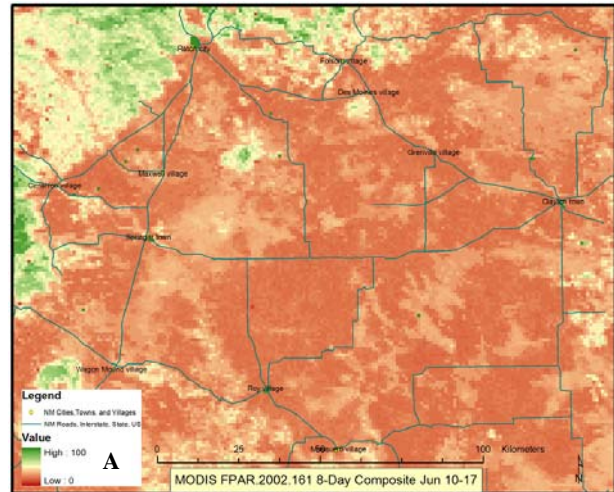 Raton city
Folsom village
Des Moines village
Grenville village
Maxwell village
Cimarron village
Clayton town
Springer town
Wagon Mound village
Roy village
Legend
NM Cities, Towns, and Villages
NM Roads, Interstate, State, US
Value
High : 100
Low : 0
A
0 25 50 100 Kilometers
MODIS FPAR.2002.161 8-Day Composite Jun 10-17
N